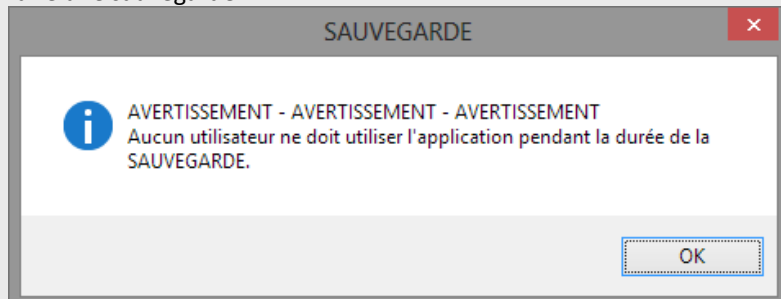 SAUVEGARDE
AVERTISSEMENT - AVERTISSEMENT - AVERTISSEMENT
Aucun utilisateur ne doit utiliser l'application pendant la durée de la
SAUVEGARDE.
OK